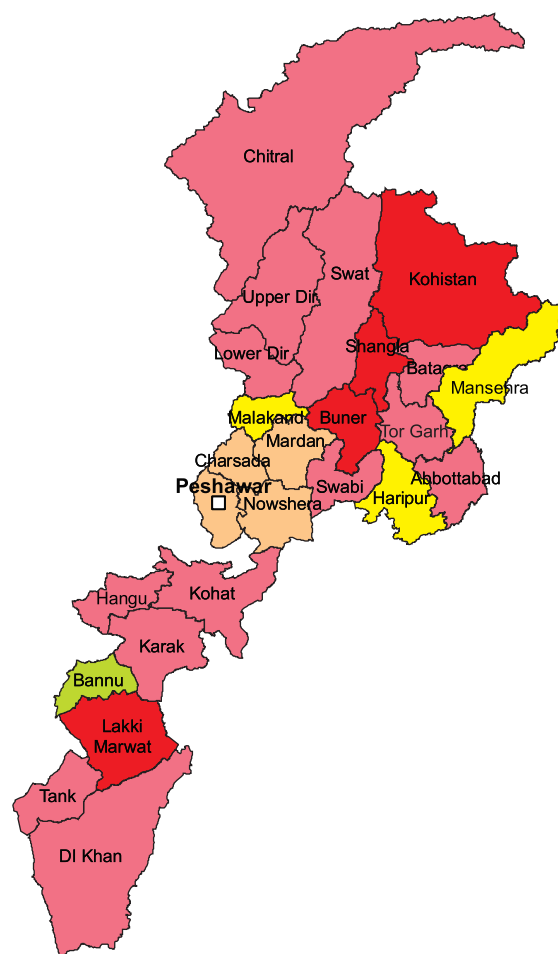 Chitral
Swat
Kohistan
Upper Dir
Shangla
Lower Dir
Mansehra
Malakand
Buner
Tor Garh
Mardan
Charsada
Abbottabad
Peshawar
Swabi
Haripur
Nowshera
Hangu
Kohat
Karak
Bannu
Lakki
Marwat
Tank
DI Khan